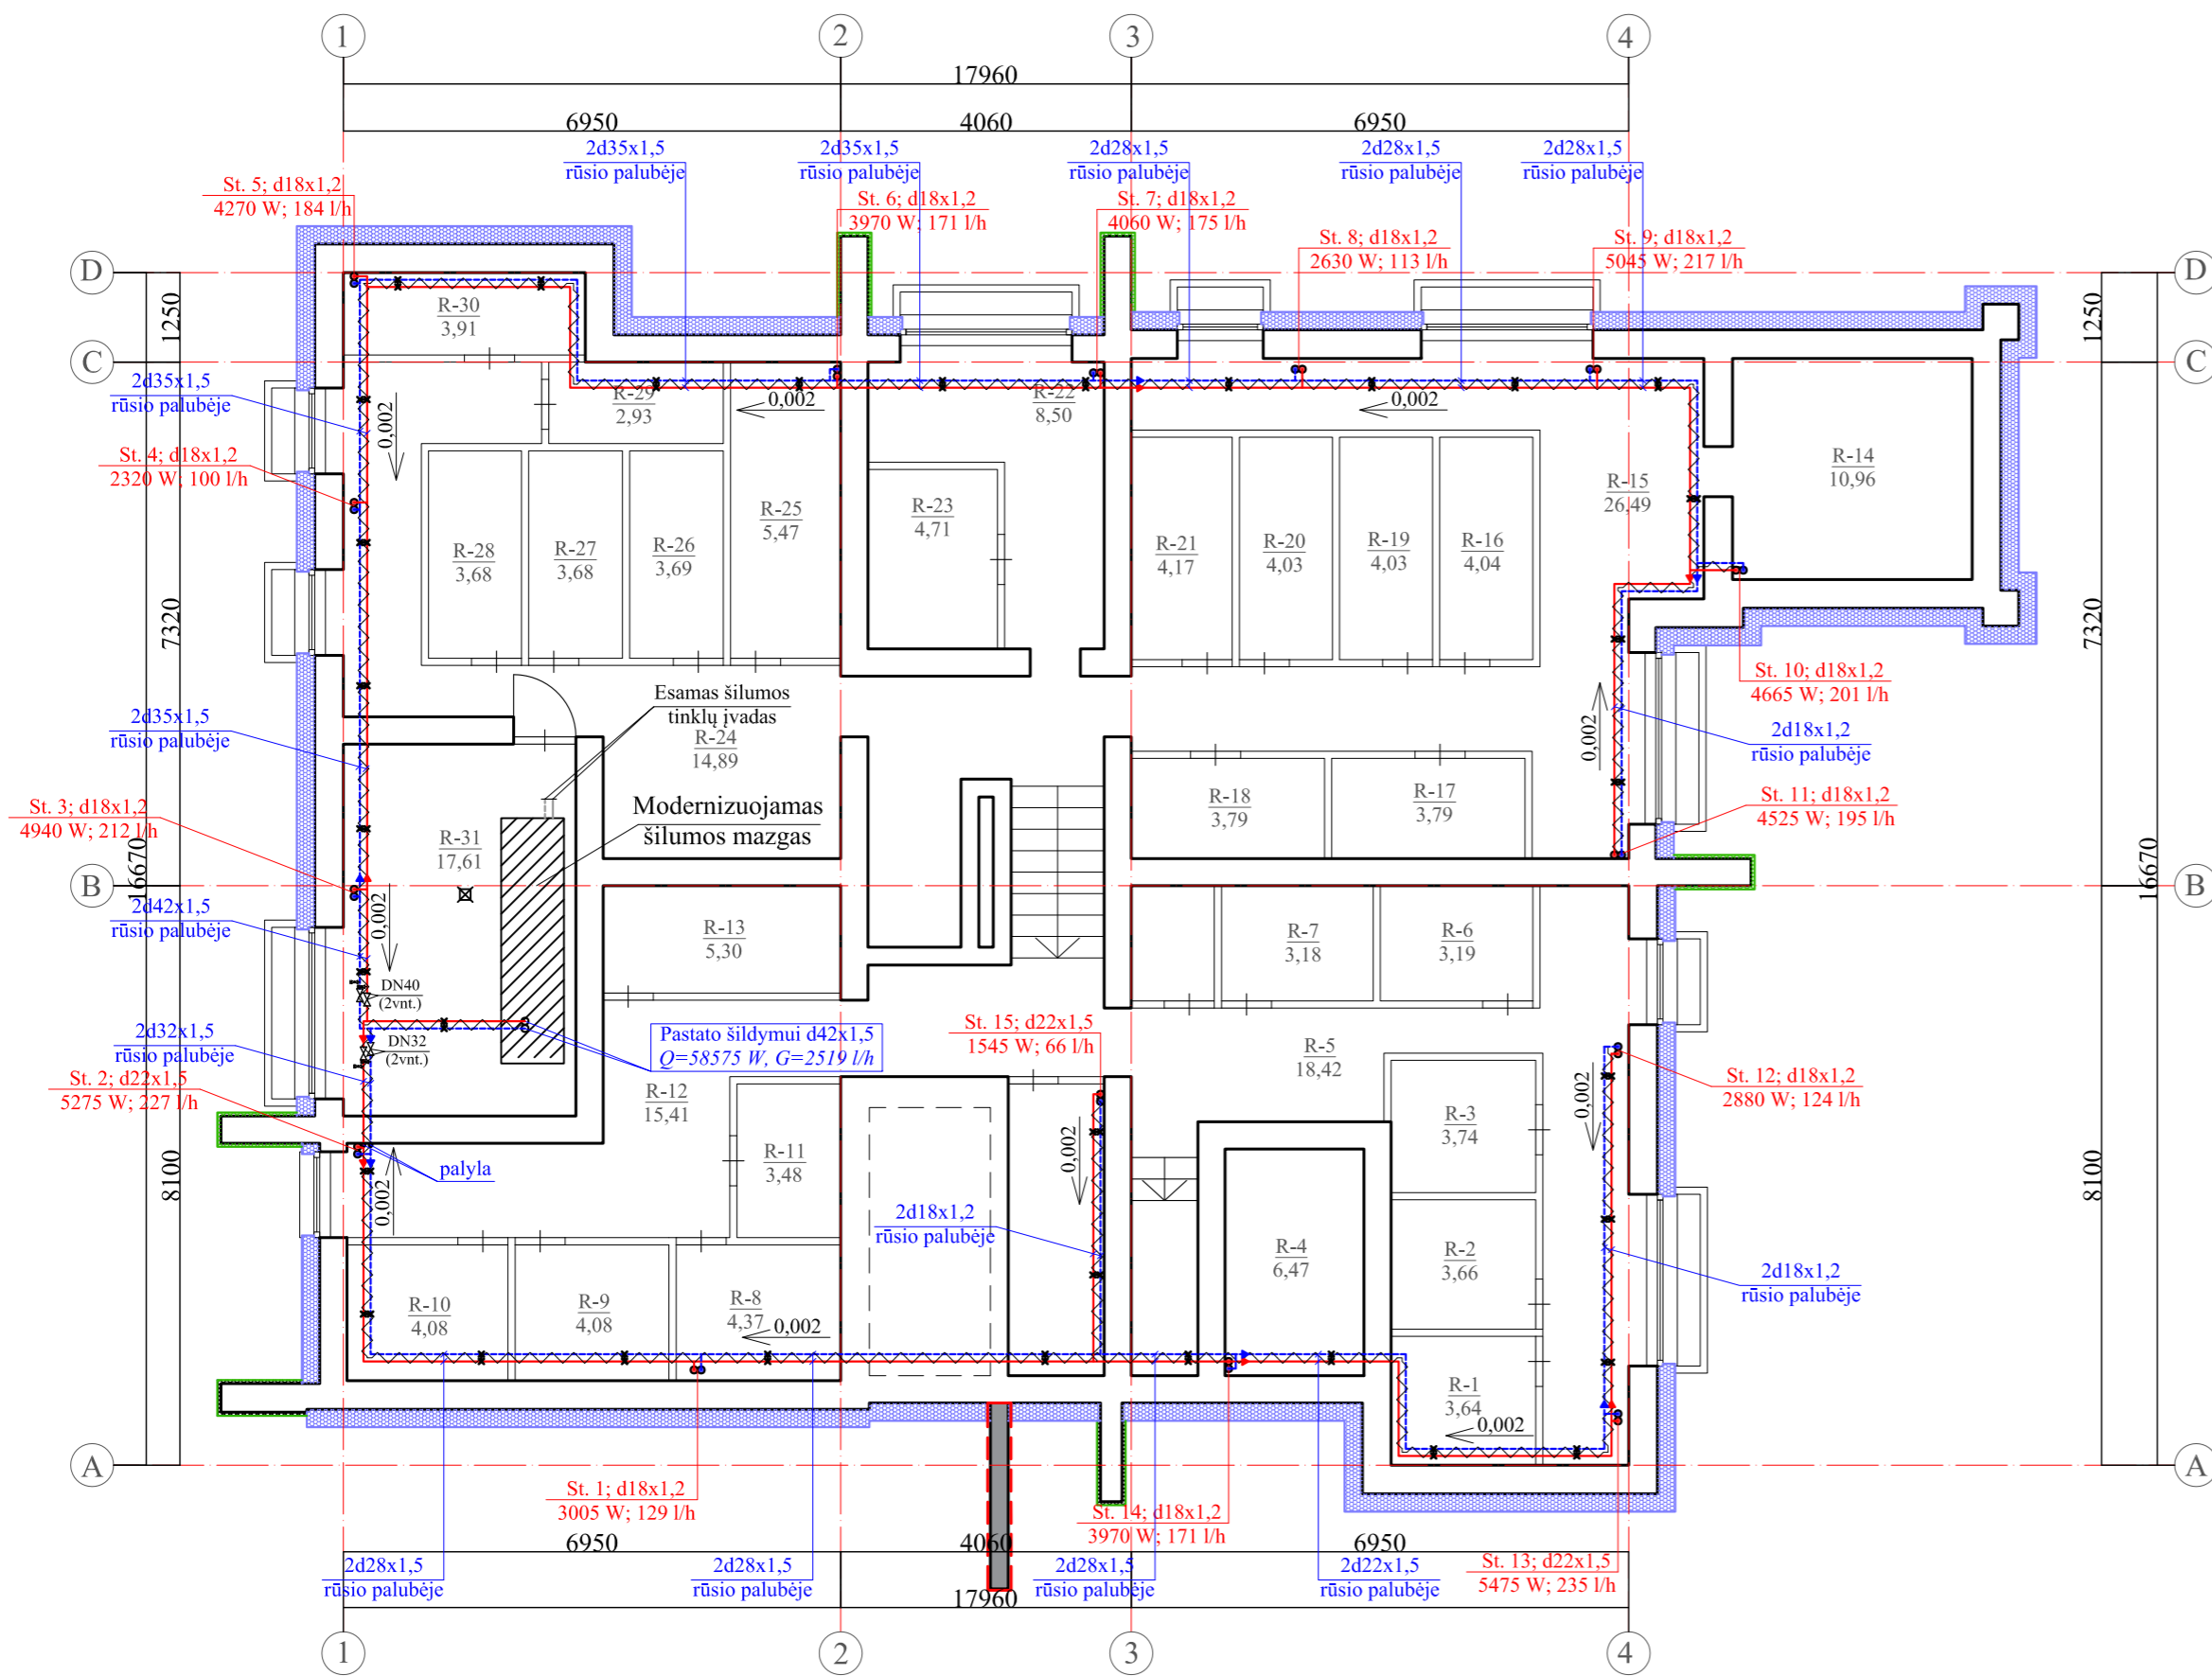 1
2
3
4
17960
6950
4060
6950
2d35x1,5
rūsio palubėje
2d35x1,5
rūsio palubėje
2d28x1,5
rūsio palubėje
2d28x1,5
rūsio palubėje
2d28x1,5
rūsio palubėje
St. 5; d18x1,2
4270 W; 184 l/h
St. 6; d18x1,2
3970 W; 171 l/h
St. 7; d18x1,2
4060 W; 175 l/h
St. 8; d18x1,2
2630 W; 113 l/h
St. 9; d18x1,2
5045 W; 217 l/h
D
D
1250
1250
R-30
3,91
C
C
2d35x1,5
rūsio palubėje
0,002
R-29
2,93
0,002
R-22
8,50
0,002
St. 4; d18x1,2
2320 W; 100 l/h
R-28
3,68
R-27
3,68
R-26
3,69
R-25
5,47
R-23
4,71
R-21
4,17
R-20
4,03
R-19
4,03
R-16
4,04
R-15
26,49
R-14
10,96
7320
7320
Esamas šilumos
tinklų įvadas
R-24
14,89
2d35x1,5
rūsio palubėje
0,002
St. 10; d18x1,2
4665 W; 201 l/h
2d18x1,2
rūsio palubėje
St. 3; d18x1,2
4940 W; 212 l/h
R-31
17,61
Modernizuojamas
šilumos mazgas
R-18
3,79
R-17
3,79
St. 11; d18x1,2
4525 W; 195 l/h
16670
16670
B
B
2d42x1,5
rūsio palubėje
0,002
R-13
5,30
R-7
3,18
R-6
3,19
DN40
(2vnt.)
2d32x1,5
rūsio palubėje
DN32
(2vnt.)
Pastato šildymui d42x1,5
Q=58575 W, G=2519 l/h
St. 15; d22x1,5
1545 W; 66 l/h
R-5
18,42
St. 2; d22x1,5
5275 W; 227 l/h
R-12
15,41
0,002
St. 12; d18x1,2
2880 W; 124 l/h
R-3
3,74
8100
8100
palyla
0,002
R-11
3,48
0,002
2d18x1,2
rūsio palubėje
R-4
6,47
R-2
3,66
2d18x1,2
rūsio palubėje
R-10
4,08
R-9
4,08
R-8
4,37
0,002
R-1
3,64
0,002
A
A
St. 1; d18x1,2
3005 W; 129 l/h
St. 14; d18x1,2
3970 W; 171 l/h
St. 13; d22x1,5
5475 W; 235 l/h
6950
4060
6950
2d28x1,5
rūsio palubėje
2d28x1,5
rūsio palubėje
2d28x1,5
rūsio palubėje
2d22x1,5
rūsio palubėje
17960
1
2
3
4